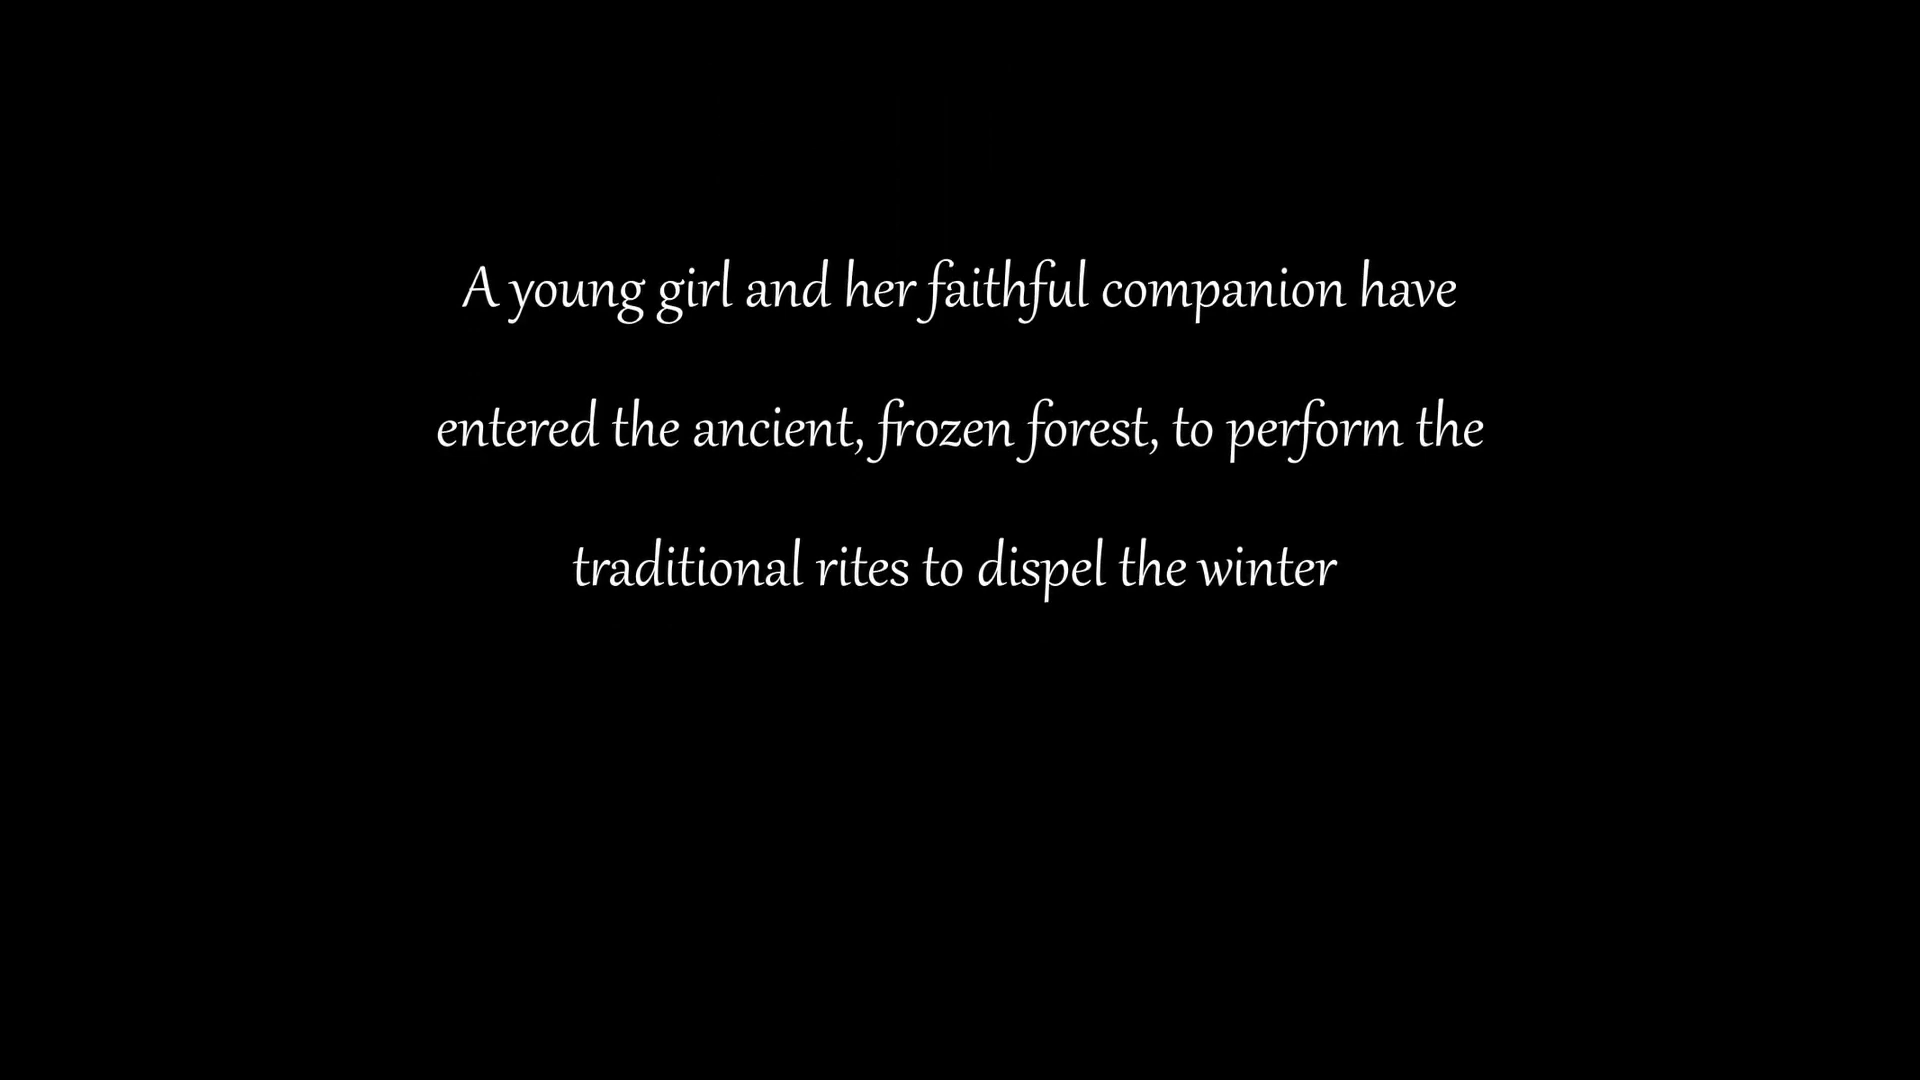 A young girl and her faithful companion have
entered the ancient, frozen forest, to perform the
traditional rites to dispel the winter